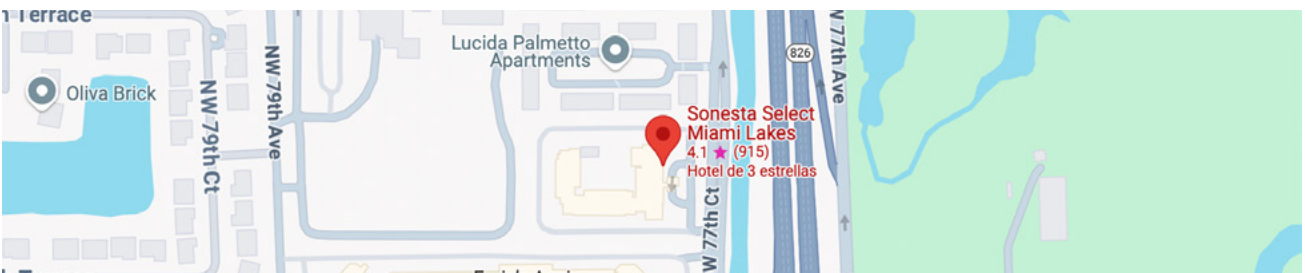 Terrace
Lucida Palmetto
Apartments
826
W 77th Ave
Oliva Brick
NW 79th Ct
NW 79th Ave
Sonesta Select
Miami Lakes
4.1 ★ (915)
Hotel de 3 estrellas
W 77th Ct